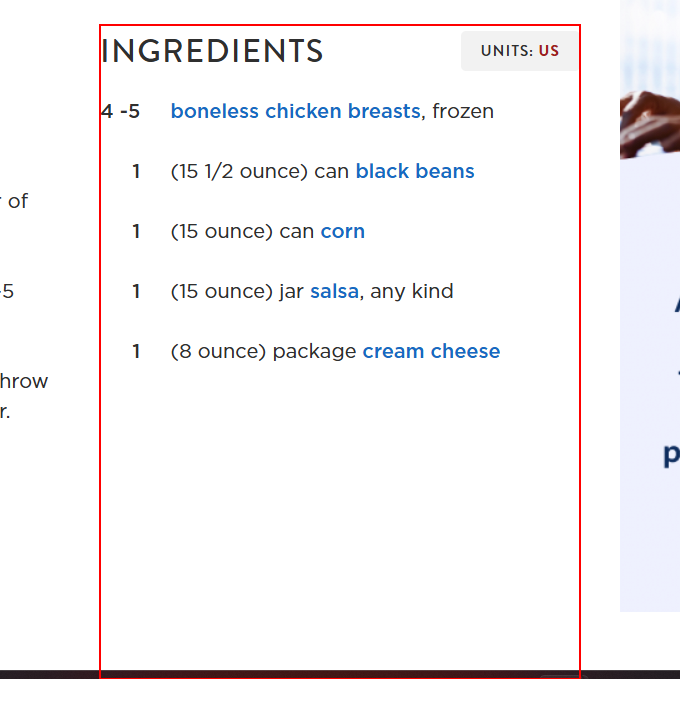 INGREDIENTS
UNITS: US
4 -5 boneless chicken breasts, frozen
1 (15 1/2 ounce) can black beans
of
1 (15 ounce) can corn
-5
1 (15 ounce) jar salsa, any kind
1 (8 ounce) package cream cheese
hrow
r.
p